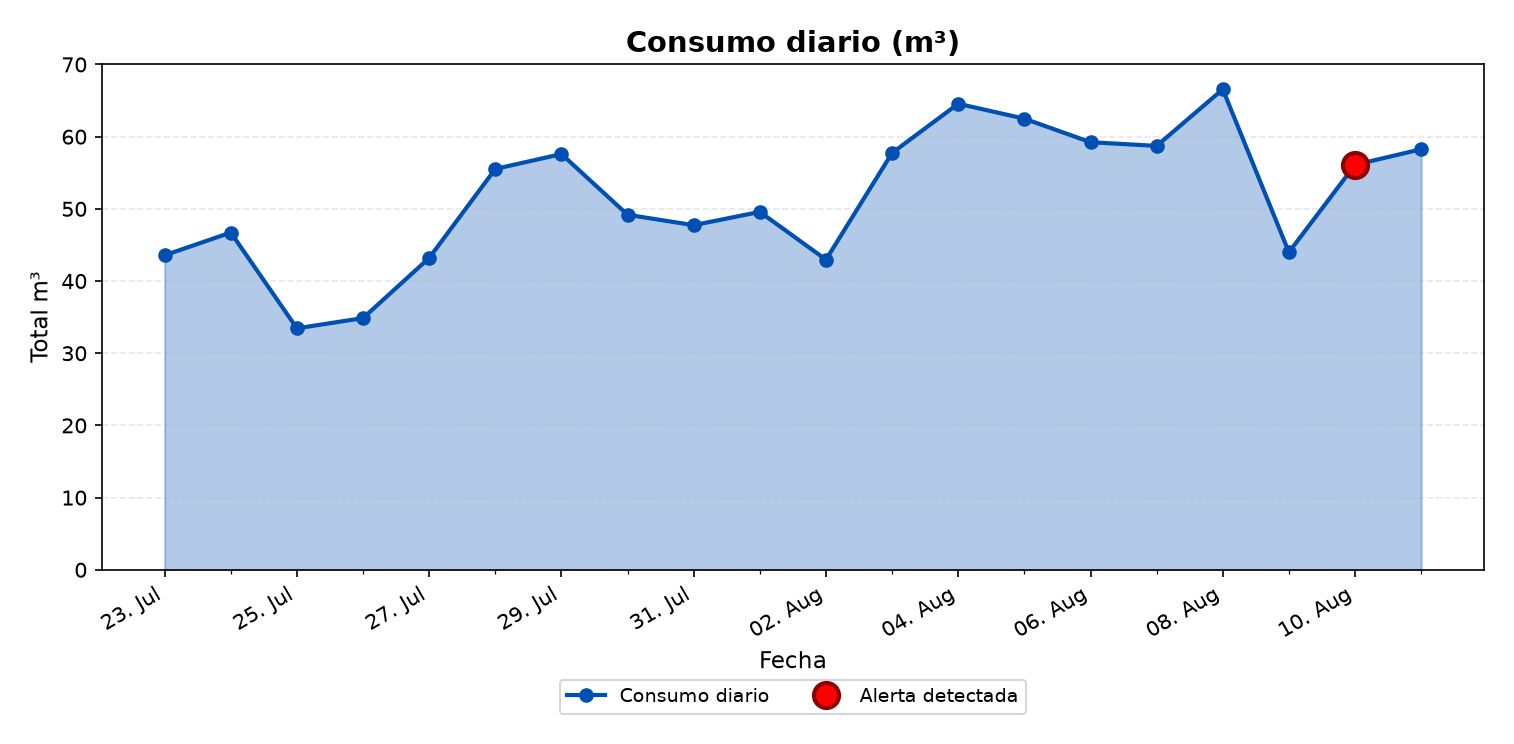 Consumo diario (m³)
Total m³
70
60
50
40
30
20
10
0
23. Jul
25. Jul
27. Jul
29. Jul
31. Jul
02. Aug
04. Aug
06. Aug
08. Aug
10. Aug
Fecha
Consumo diario
Alerta detectada